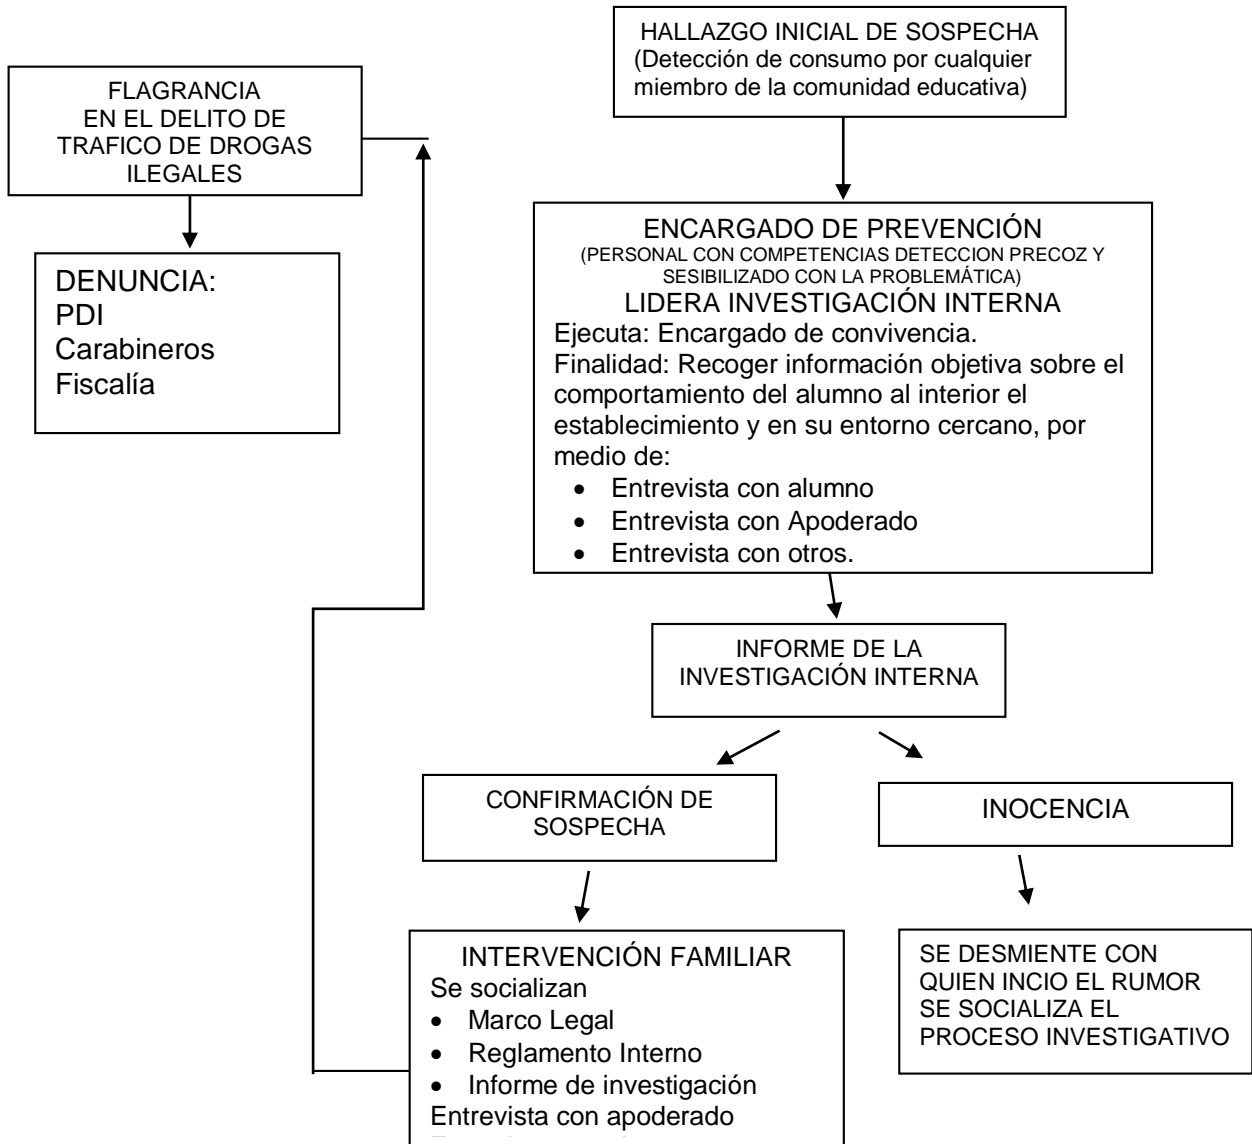 HALLAZGO INICIAL DE SOSPECHA
(Detección de consumo por cualquier
miembro de la comunidad educativa)
FLAGRANCIA
EN EL DELITO DE
TRAFICO DE DROGAS
ILEGALES
DENUNCIA:
PDI
Carabineros
Fiscalía
ENCARGADO DE PREVENCIÓN
(PERSONAL CON COMPETENCIAS DETECCION PRECOZ Y
SESIBILIZADO CON LA PROBLEMÁTICA)
LIDERA INVESTIGACIÓN INTERNA
Ejecuta: Encargado de convivencia.
Finalidad: Recoger información objetiva sobre el
comportamiento del alumno al interior el
establecimiento y en su entorno cercano, por
medio de:
• Entrevista con alumno
• Entrevista con Apoderado
• Entrevista con otros.
INFORME DE LA
INVESTIGACIÓN INTERNA
CONFIRMACIÓN DE
SOSPECHA
INOCENCIA
INTERVENCIÓN FAMILIAR
Se socializan
• Marco Legal
• Reglamento Interno
• Informe de investigación
Entrevista con apoderado
SE DESMIENTE CON
QUIEN INCIO EL RUMOR
SE SOCIALIZA EL
PROCESO INVESTIGATIVO